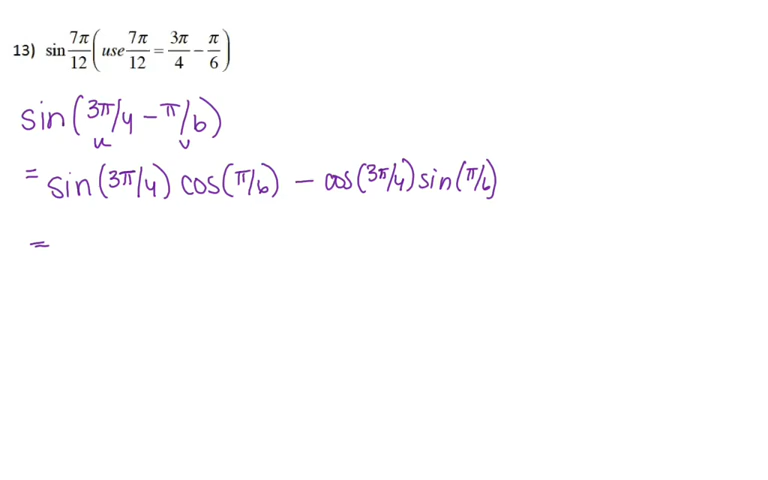 13) sin 7π/12 (use 7π/12 = 3π/4 − π/6)
sin(3π/4 − π/6)
u v
= sin(3π/4) cos(π/6) − cos(3π/4) sin(π/6)
=